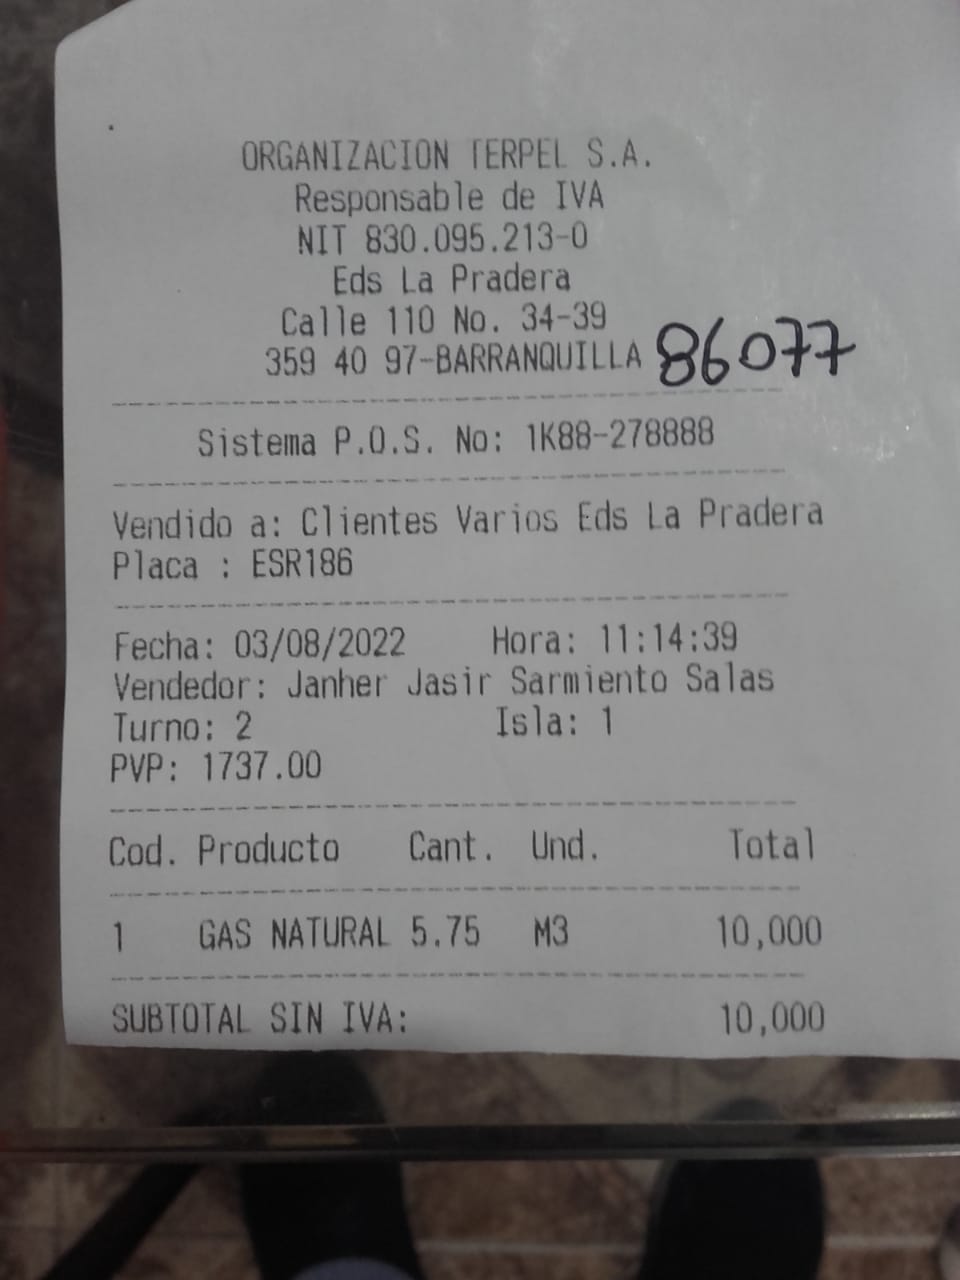 ORGANIZACION TERPEL S.A.
Responsable de IVA
NIT 830.095.213-0
Eds La Pradera
Calle 110 No. 34-39
359 40 97-BARRANQUILLA 86077
Sistema P.O.S. No: 1K88-278888
Vendido a: Clientes Varios Eds La Pradera
Placa : ESR186
Fecha: 03/08/2022 Hora: 11:14:39
Vendedor: Janher Jasir Sarmiento Salas
Turno: 2 Isla: 1
PVP: 1737.00
Cod. Producto Cant. Und. Total
1 GAS NATURAL 5.75 M3 10,000
SUBTOTAL SIN IVA: 10,000